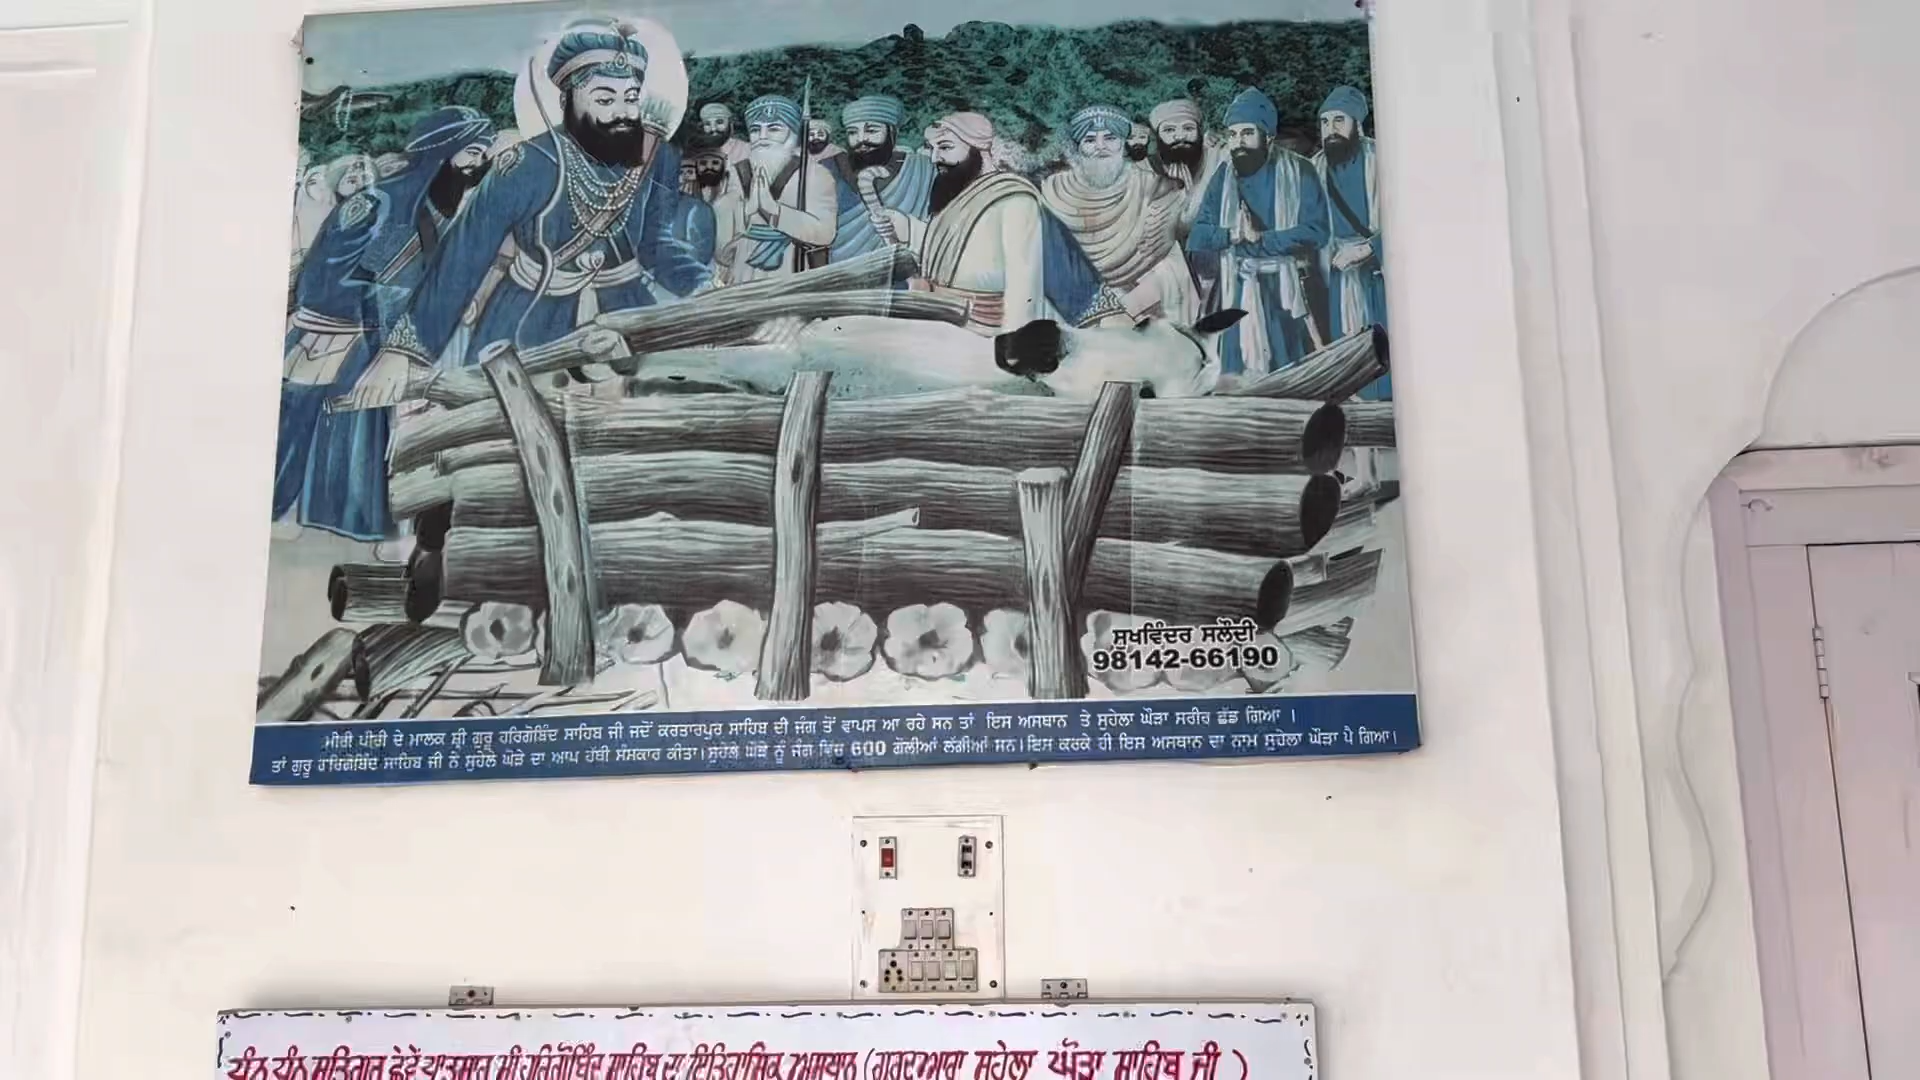 ਸੁਖਵਿੰਦਰ ਸਲੌਦੀ
98142-66190
ਮੀਰੀ ਪੀਰੀ ਦੇ ਮਾਲਕ ਸ਼੍ਰੀ ਗੁਰੂ ਹਰਿਗੋਬਿੰਦ ਸਾਹਿਬ ਜੀ ਜਦੋਂ ਕਰਤਾਰਪੁਰ ਸਾਹਿਬ ਦੀ ਜੰਗ ਤੋਂ ਵਾਪਸ ਆ ਰਹੇ ਸਨ ਤਾਂ ਇਸ ਅਸਥਾਨ ਤੇ ਸੁਹੇਲਾ ਘੋੜਾ ਸਰੀਰ ਛੱਡ ਗਿਆ ।
ਤਾਂ ਗੁਰੂ ਹਰਿਗੋਬਿੰਦ ਸਾਹਿਬ ਜੀ ਨੇ ਸੁਹੇਲੇ ਘੋੜੇ ਦਾ ਆਪ ਹੱਥੀ ਸੰਸਕਾਰ ਕੀਤਾ।ਸੁਹੇਲੇ ਘੋੜੇ ਨੂੰ ਜੰਗ ਵਿੱਚ 600 ਗੋਲੀਆਂ ਲੱਗੀਆਂ ਸਨ।ਇਸ ਕਰਕੇ ਹੀ ਇਸ ਅਸਥਾਨ ਦਾ ਨਾਮ ਸੁਹੇਲਾ ਘੋੜਾ ਪੈ ਗਿਆ।
ਧੰਨ ਧੰਨ ਸਤਿਗੁਰੂ ਛੇਵੇਂ ਪਾਤਸ਼ਾਹ ਸ਼੍ਰੀ ਹਰਿਗੋਬਿੰਦ ਸਾਹਿਬ ਦਾ ਇਤਿਹਾਸਿਕ ਅਸਥਾਨ (ਗੁਰਦੁਆਰਾ ਸੁਹੇਲਾ ਘੋੜਾ ਸਾਹਿਬ ਜੀ )